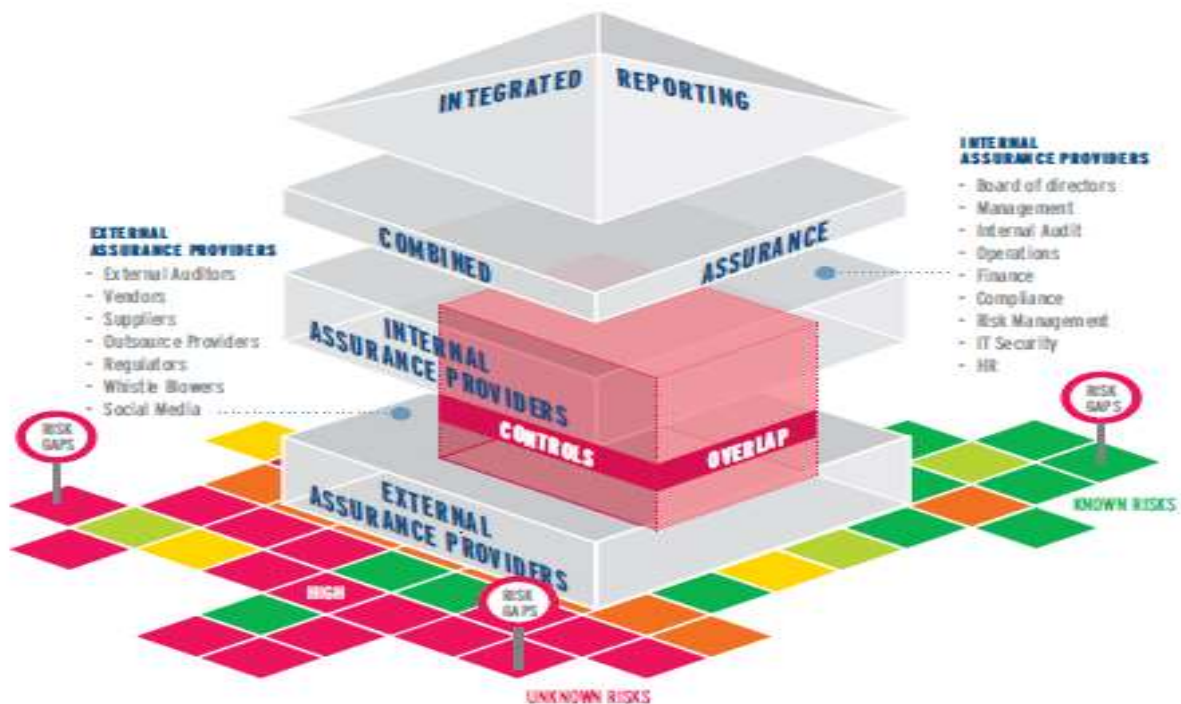 INTEGRATED REPORTING
COMBINED ASSURANCE
INTERNAL
ASSURANCE PROVIDERS
- Board of directors
- Management
- Internal Audit
- Operations
- Finance
- Compliance
- Risk Management
- IT Security
- HR
EXTERNAL
ASSURANCE PROVIDERS
- External Auditors
- Vendors
- Suppliers
- Outsource Providers
- Regulators
- Whistle Blowers
- Social Media
INTERNAL
ASSURANCE PROVIDERS
CONTROLS OVERLAP
EXTERNAL
ASSURANCE PROVIDERS
RISK
GAPS
RISK
GAPS
KNOWN RISKS
HIGH
RISK
GAPS
UNKNOWN RISKS